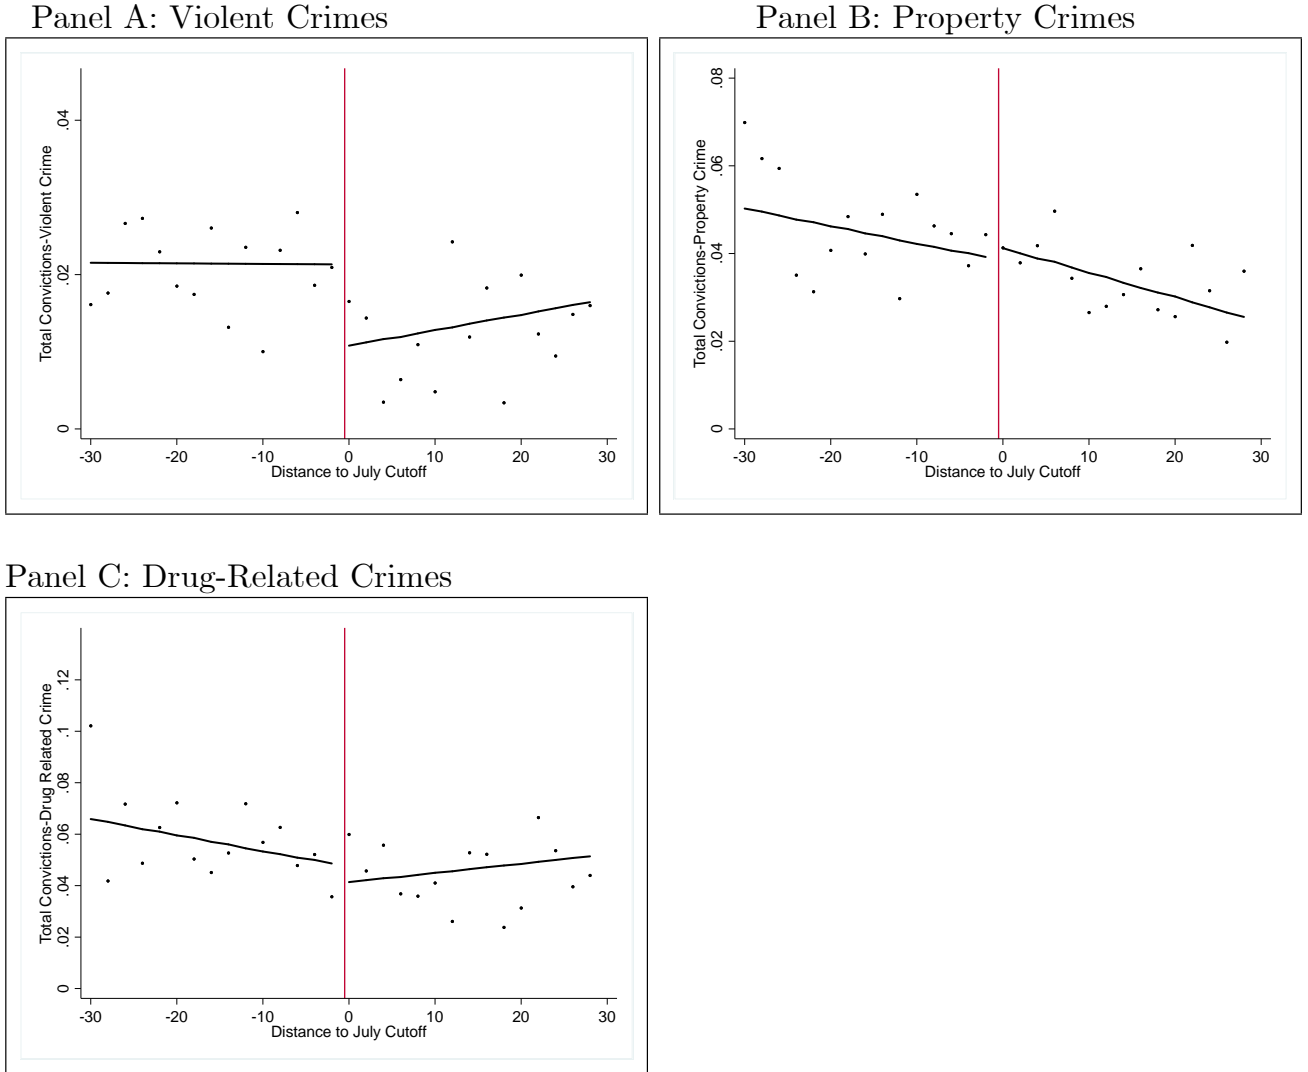 Panel A: Violent Crimes
Total Convictions-Violent Crime
.04
.02
0
-30 -20 -10 0 10 20 30
Distance to July Cutoff
Panel B: Property Crimes
Total Convictions-Property Crime
.08
.06
.04
.02
0
-30 -20 -10 0 10 20 30
Distance to July Cutoff
Panel C: Drug-Related Crimes
Total Convictions-Drug Related Crime
.12
.1
.08
.06
.04
.02
0
-30 -20 -10 0 10 20 30
Distance to July Cutoff